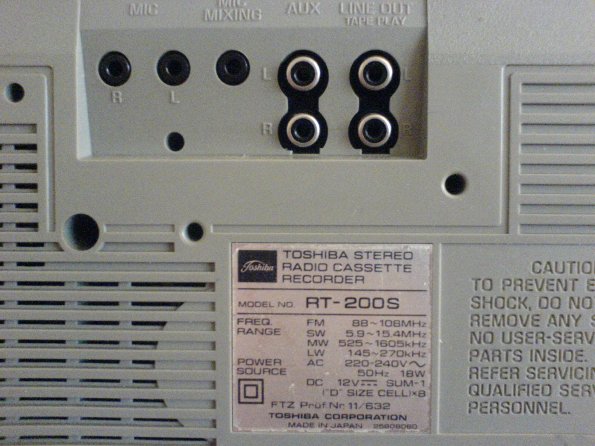 MIC
MIC MIXING
AUX
LINE OUT
TAPE PLAY
R
L
L
R
L
R
Toshiba
TOSHIBA STEREO
RADIO CASSETTE
RECORDER
MODEL NO. RT-200S
FREQ. RANGE
FM 88~108MHz
SW 5.9~15.4MHz
MW 525~1605kHz
LW 145~270kHz
POWER SOURCE
AC 220-240V~
50Hz 18W
DC 12V⎓ SUM-1
("D" SIZE CELL)×8
FTZ Prüf.Nr. 11/632
TOSHIBA CORPORATION
MADE IN JAPAN
CAUTIO
TO PREVENT E
SHOCK, DO NO
REMOVE ANY S
NO USER-SERV
PARTS INSIDE.
REFER SERVICIN
QUALIFIED SERV
PERSONNEL.